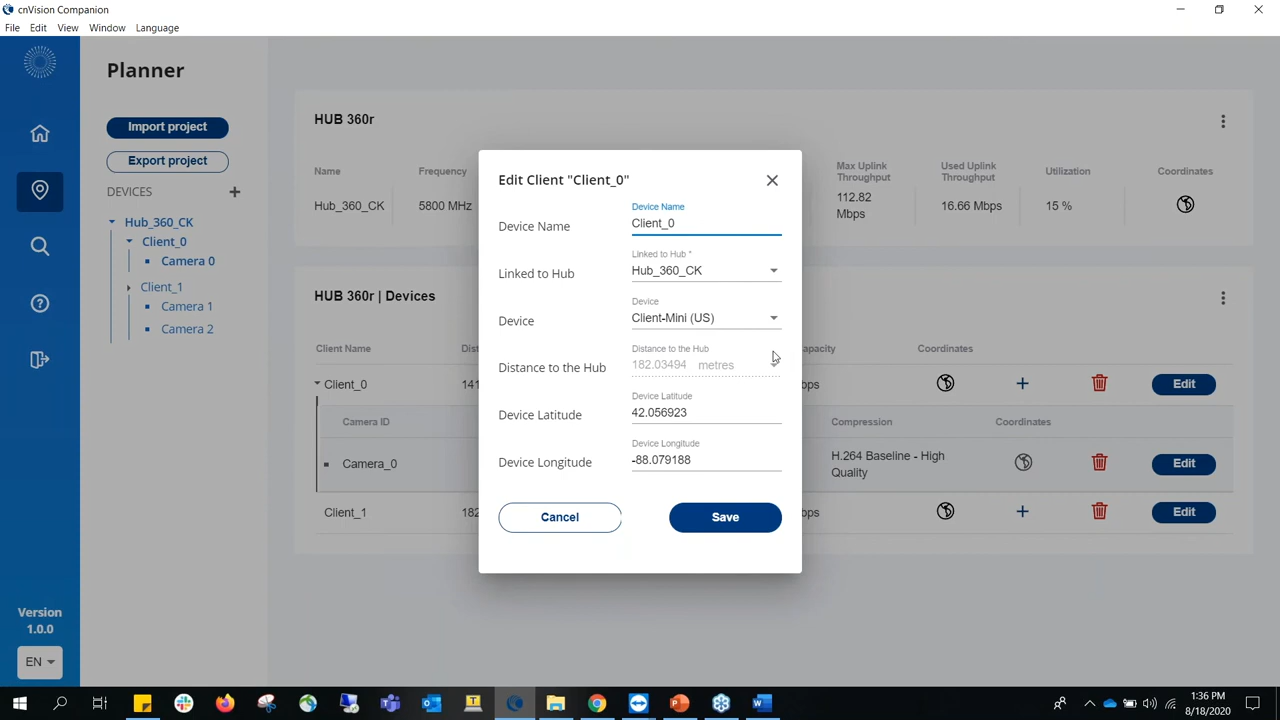 cnVision Companion
File Edit View Window Language
Planner
Import project
Export project
DEVICES
Hub_360_CK
Client_0
Camera 0
Client_1
Camera 1
Camera 2
Version
1.0.0
EN
HUB 360r
Name Frequency Max Uplink Throughput Used Uplink Throughput Utilization Coordinates
Hub_360_CK 5800 MHz 112.82 Mbps 16.66 Mbps 15 %
HUB 360r | Devices
Client Name Coordinates
Client_0 Edit
Camera ID Compression Coordinates
Camera_0 H.264 Baseline - High Quality Edit
Client_1 Edit
Edit Client "Client_0"
Device Name
Device Name Client_0
Linked to Hub *
Linked to Hub Hub_360_CK
Device
Device Client-Mini (US)
Distance to the Hub
Distance to the Hub 182.03494 metres
Device Latitude
Device Latitude 42.056923
Device Longitude
Device Longitude -88.079188
Cancel Save
1:36 PM
8/18/2020